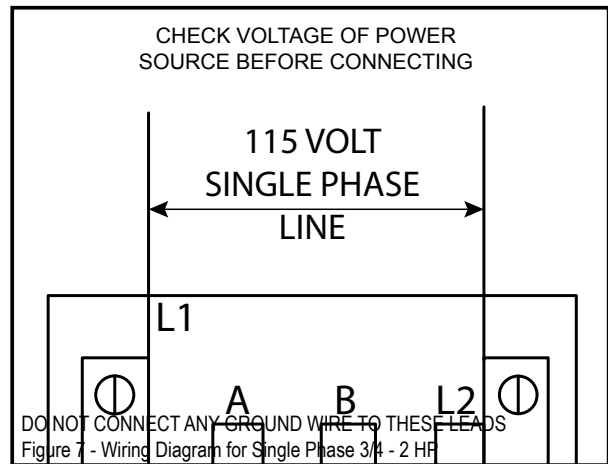 CHECK VOLTAGE OF POWER
SOURCE BEFORE CONNECTING
115 VOLT
SINGLE PHASE
LINE
L1
A B L2
DO NOT CONNECT ANY GROUND WIRE TO THESE LEADS
Figure 7 - Wiring Diagram for Single Phase 3/4 - 2 HP